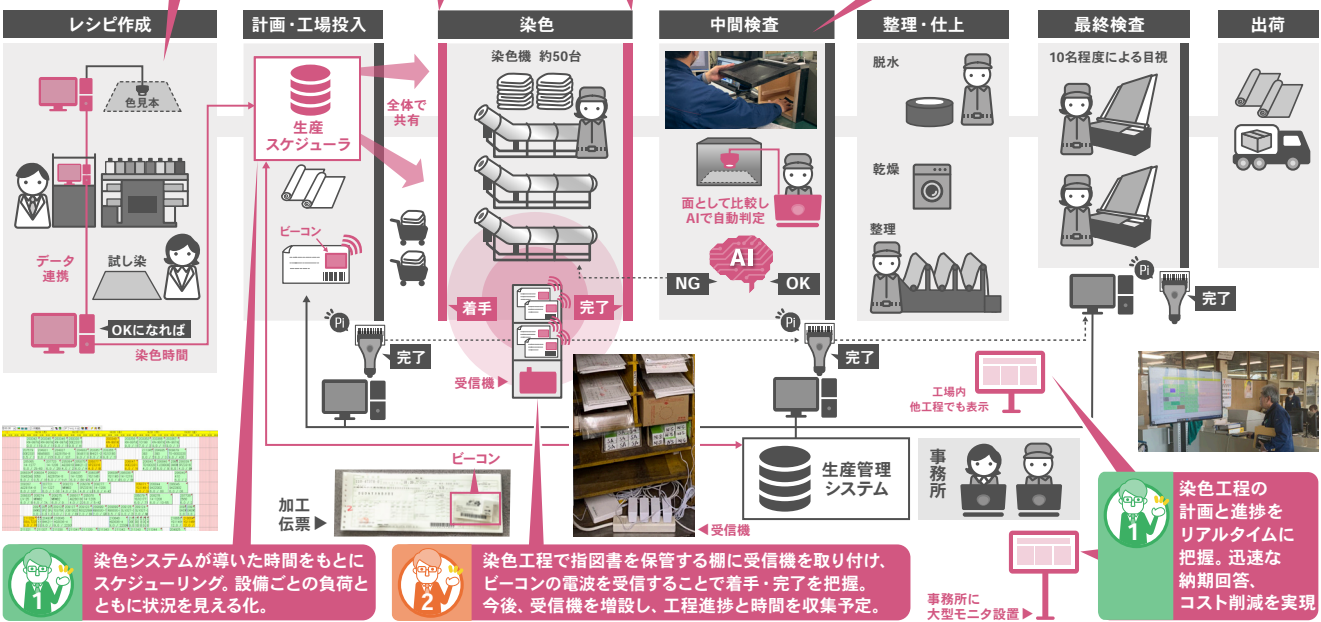 レシピ作成
計画・工場投入
染色
中間検査
整理・仕上
最終検査
出荷
色見本
データ
連携
試し染
OKになれば
染色時間
生産
スケジューラ
全体で
共有
ビーコン
Pi
完了
染色機 約50台
着手
完了
受信機
面として比較し
AIで自動判定
AI
NG
OK
Pi
完了
脱水
乾燥
整理
10名程度による目視
Pi
完了
工場内
他工程でも表示
加工
伝票
ビーコン
受信機
生産管理
システム
事務所
事務所に
大型モニタ設置
1
染色システムが導いた時間をもとに
スケジューリング。設備ごとの負荷と
ともに状況を見える化。
2
染色工程で指図書を保管する棚に受信機を取り付け、
ビーコンの電波を受信することで着手・完了を把握。
今後、受信機を増設し、工程進捗と時間を収集予定。
1
染色工程の
計画と進捗を
リアルタイムに
把握。迅速な
納期回答、
コスト削減を実現